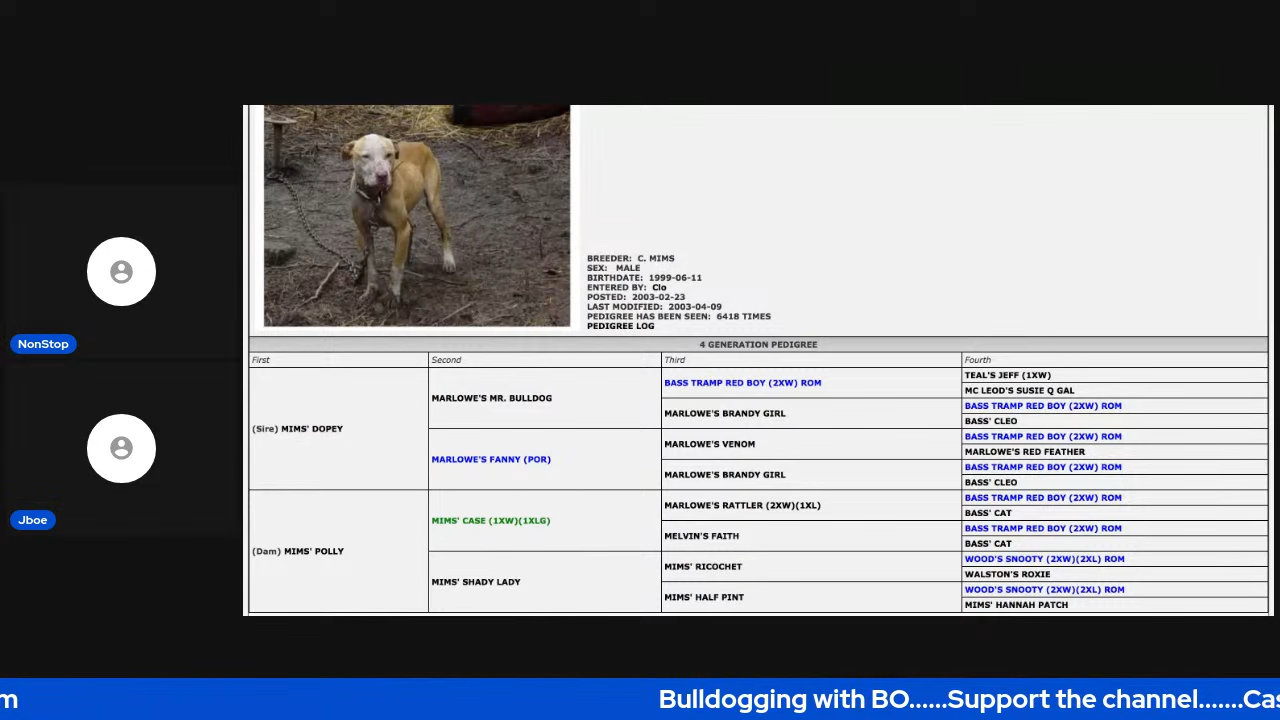 BREEDER: C. MIMS
SEX: MALE
BIRTHDATE: 1999-06-11
ENTERED BY: Clo
POSTED: 2003-02-23
LAST MODIFIED: 2003-04-09
PEDIGREE HAS BEEN SEEN: 6418 TIMES
PEDIGREE LOG
NonStop
Jboe
4 GENERATION PEDIGREE
First Second Third Fourth
(Sire) MIMS' DOPEY
(Dam) MIMS' POLLY
MARLOWE'S MR. BULLDOG
MARLOWE'S FANNY (POR)
MIMS' CASE (1XW)(1XLG)
MIMS' SHADY LADY
BASS TRAMP RED BOY (2XW) ROM
MARLOWE'S BRANDY GIRL
MARLOWE'S VENOM
MARLOWE'S BRANDY GIRL
MARLOWE'S RATTLER (2XW)(1XL)
MELVIN'S FAITH
MIMS' RICOCHET
MIMS' HALF PINT
TEAL'S JEFF (1XW)
MC LEOD'S SUSIE Q GAL
BASS TRAMP RED BOY (2XW) ROM
BASS' CLEO
BASS TRAMP RED BOY (2XW) ROM
MARLOWE'S RED FEATHER
BASS TRAMP RED BOY (2XW) ROM
BASS' CLEO
BASS TRAMP RED BOY (2XW) ROM
BASS' CAT
BASS TRAMP RED BOY (2XW) ROM
BASS' CAT
WOOD'S SNOOTY (2XW)(2XL) ROM
WALSTON'S ROXIE
WOOD'S SNOOTY (2XW)(2XL) ROM
MIMS' HANNAH PATCH
m Bulldogging with BO......Support the channel.......Cas